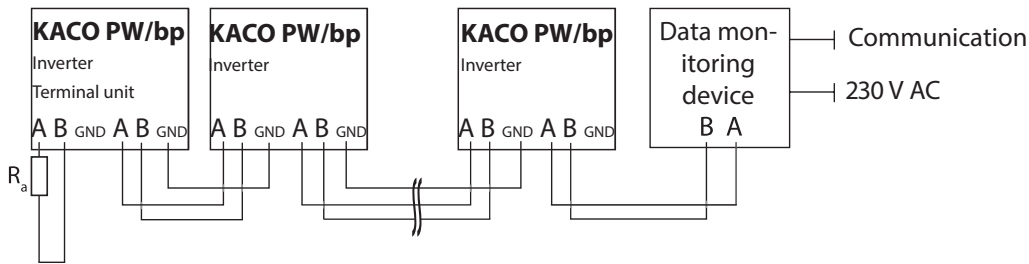 KACO PW/bp
Inverter
Terminal unit
A B GND A B GND
KACO PW/bp
Inverter
A B GND A B GND
KACO PW/bp
Inverter
A B GND A B GND
Data mon-
itoring
device
B A
Communication
230 V AC
Ra